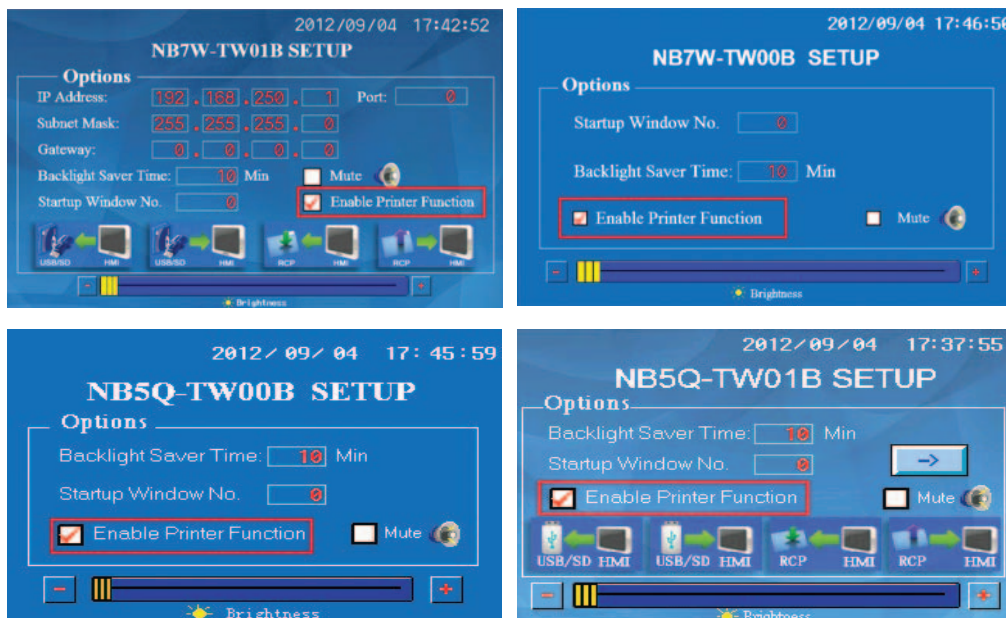 2012/09/04 17:42:52
NB7W-TW01B SETUP
Options
IP Address: 192 . 168 . 250 . 1 Port: 0
Subnet Mask: 255 . 255 . 255 . 0
Gateway: 0 . 0 . 0 . 0
Backlight Saver Time: 10 Min Mute
Startup Window No. 0 Enable Printer Function
USB/SD HMI USB/SD HMI RCP HMI RCP HMI
- +
Brightness
2012/09/04 17:46:56
NB7W-TW00B SETUP
Options
Startup Window No. 0
Backlight Saver Time: 10 Min
Enable Printer Function Mute
- +
Brightness
2012/09/04 17:45:59
NB5Q-TW00B SETUP
Options
Backlight Saver Time: 10 Min
Startup Window No. 0
Enable Printer Function Mute
- +
Brightness
2012/09/04 17:37:55
NB5Q-TW01B SETUP
Options
Backlight Saver Time: 10 Min
Startup Window No. 0 ->
Enable Printer Function Mute
USB/SD HMI USB/SD HMI RCP HMI RCP HMI
- +
Brightness